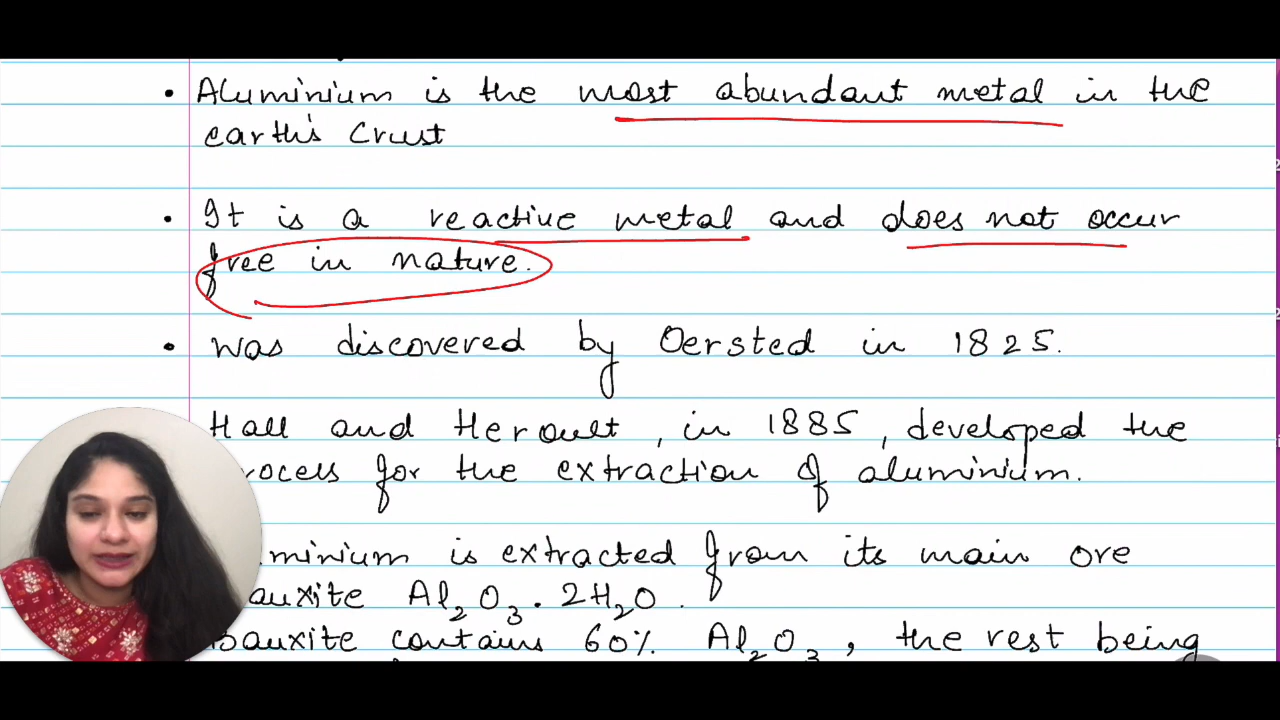 • Aluminium is the most abundant metal in the
earth's crust
• It is a reactive metal and does not occur
free in nature.
• was discovered by Oersted in 1825.
Hall and Heroult, in 1885, developed the
rocess for the extraction of aluminium.
minium is extracted from its main ore
auxite Al₂O₃.2H₂O.
Bauxite contains 60% Al₂O₃, the rest being